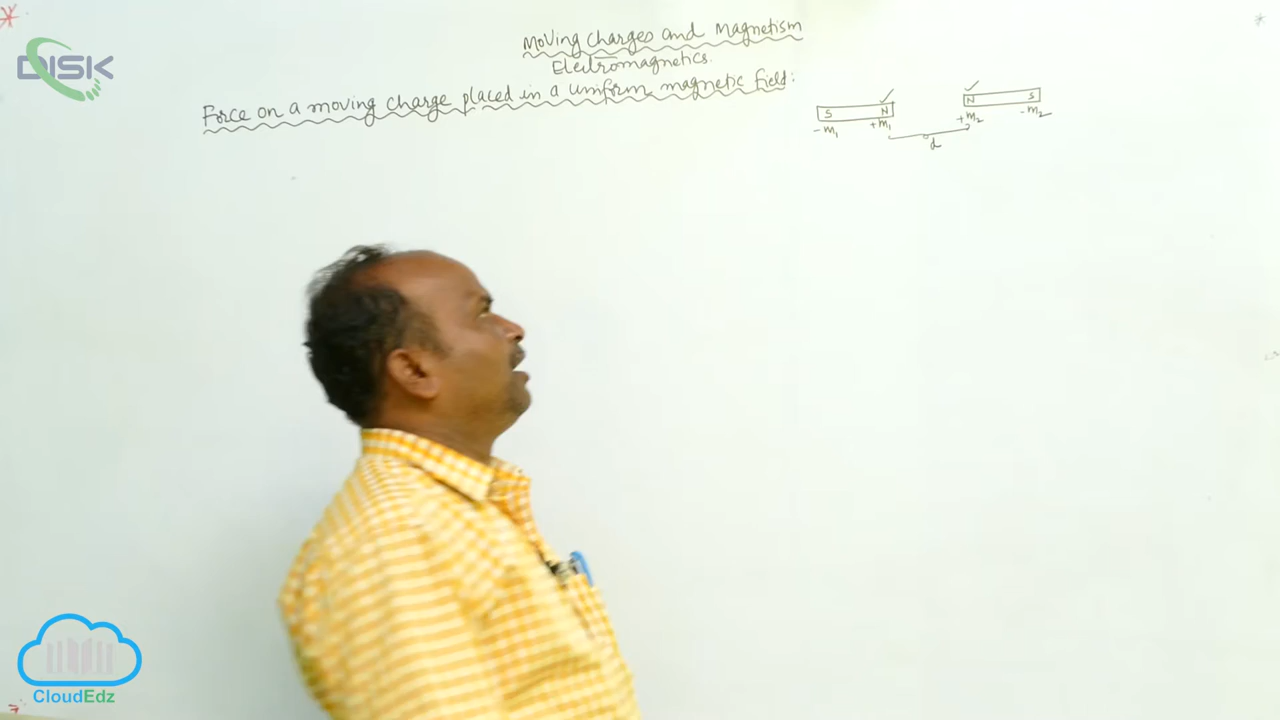 DISK
Moving Charges and Magnetism
Electromagnetics.
Force on a moving charge placed in a uniform magnetic field:
S N N S
-m1 +m1 +m2 -m2
d
CloudEdz